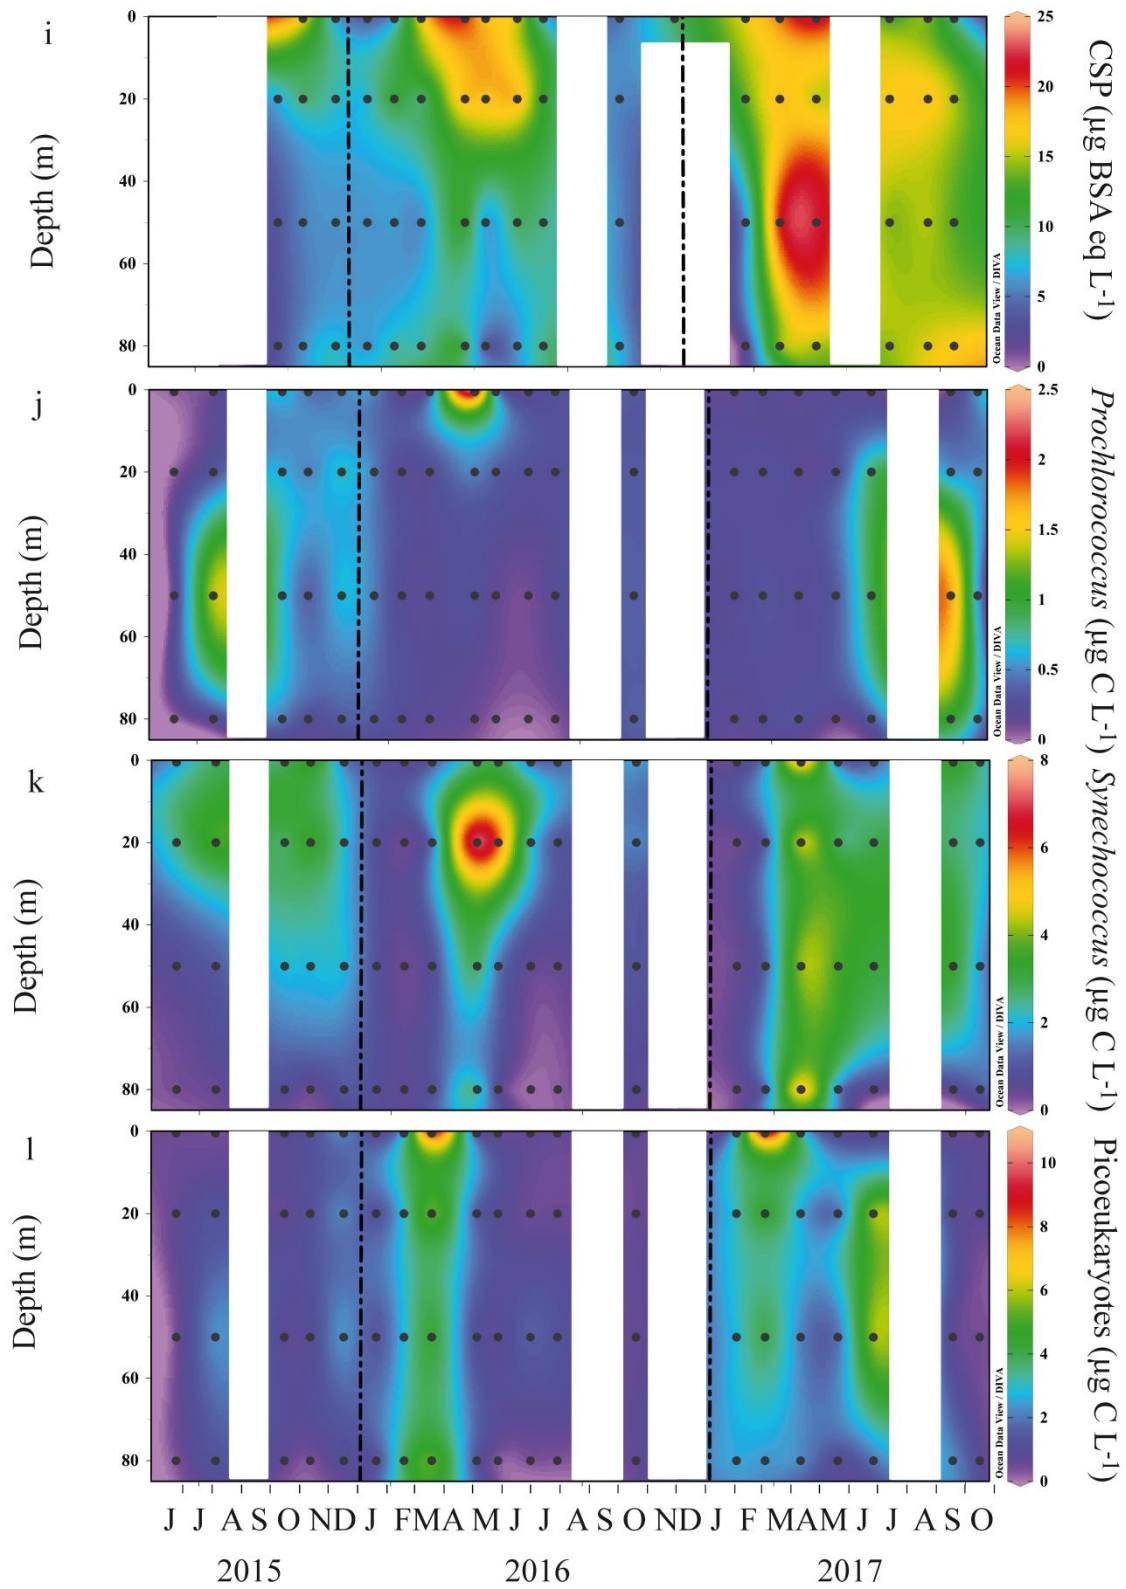 i
0
20
40
60
80
Depth (m)
Ocean Data View / DIVA
25
20
15
10
5
0
CSP (µg BSA eq L-1)
j
0
20
40
60
80
Depth (m)
Ocean Data View / DIVA
2.5
2
1.5
1
0.5
0
Prochlorococcus (µg C L-1)
k
0
20
40
60
80
Depth (m)
Ocean Data View / DIVA
8
6
4
2
0
Synechococcus (µg C L-1)
l
0
20
40
60
80
Depth (m)
Ocean Data View / DIVA
10
8
6
4
2
0
Picoeukaryotes (µg C L-1)
J J A S O N D J F M A M J J A S O N D J F M A M J J A S O
2015 2016 2017